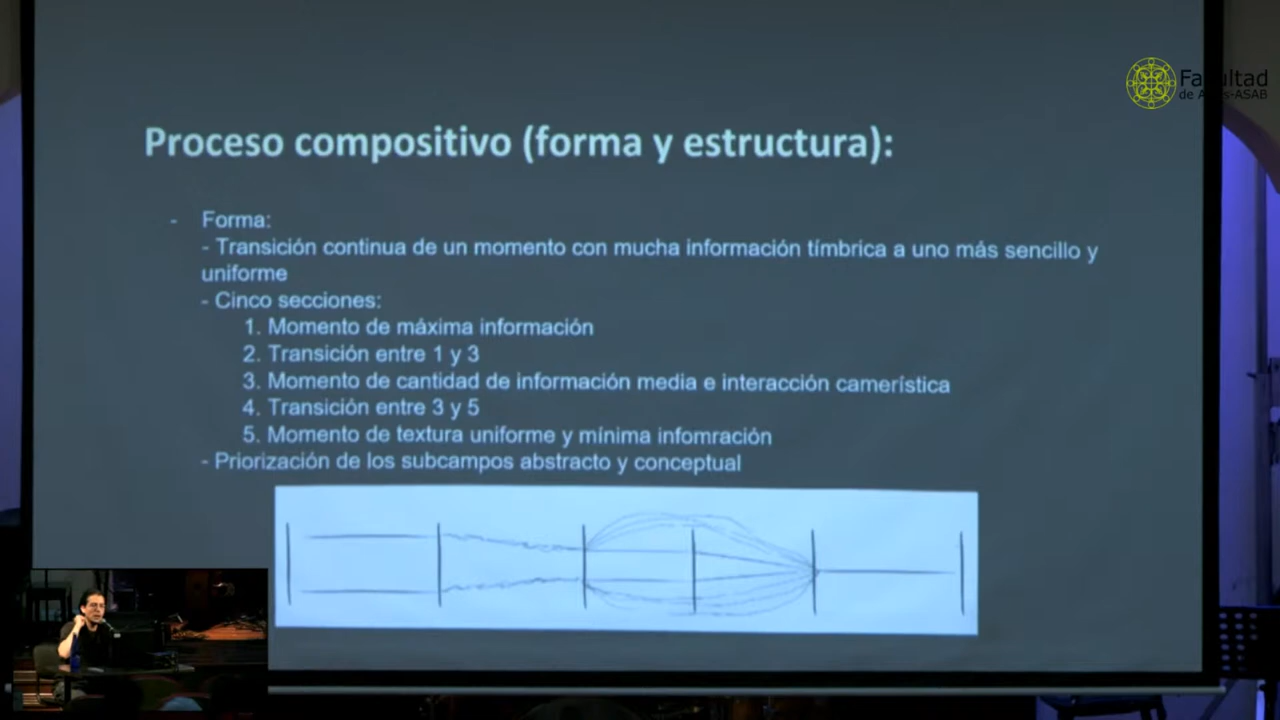 Facultad
de Artes-ASAB
Proceso compositivo (forma y estructura):
- Forma:
- Transición continua de un momento con mucha información tímbrica a uno más sencillo y
uniforme
- Cinco secciones:
1. Momento de máxima información
2. Transición entre 1 y 3
3. Momento de cantidad de información media e interacción camerística
4. Transición entre 3 y 5
5. Momento de textura uniforme y mínima infomración
- Priorización de los subcampos abstracto y conceptual